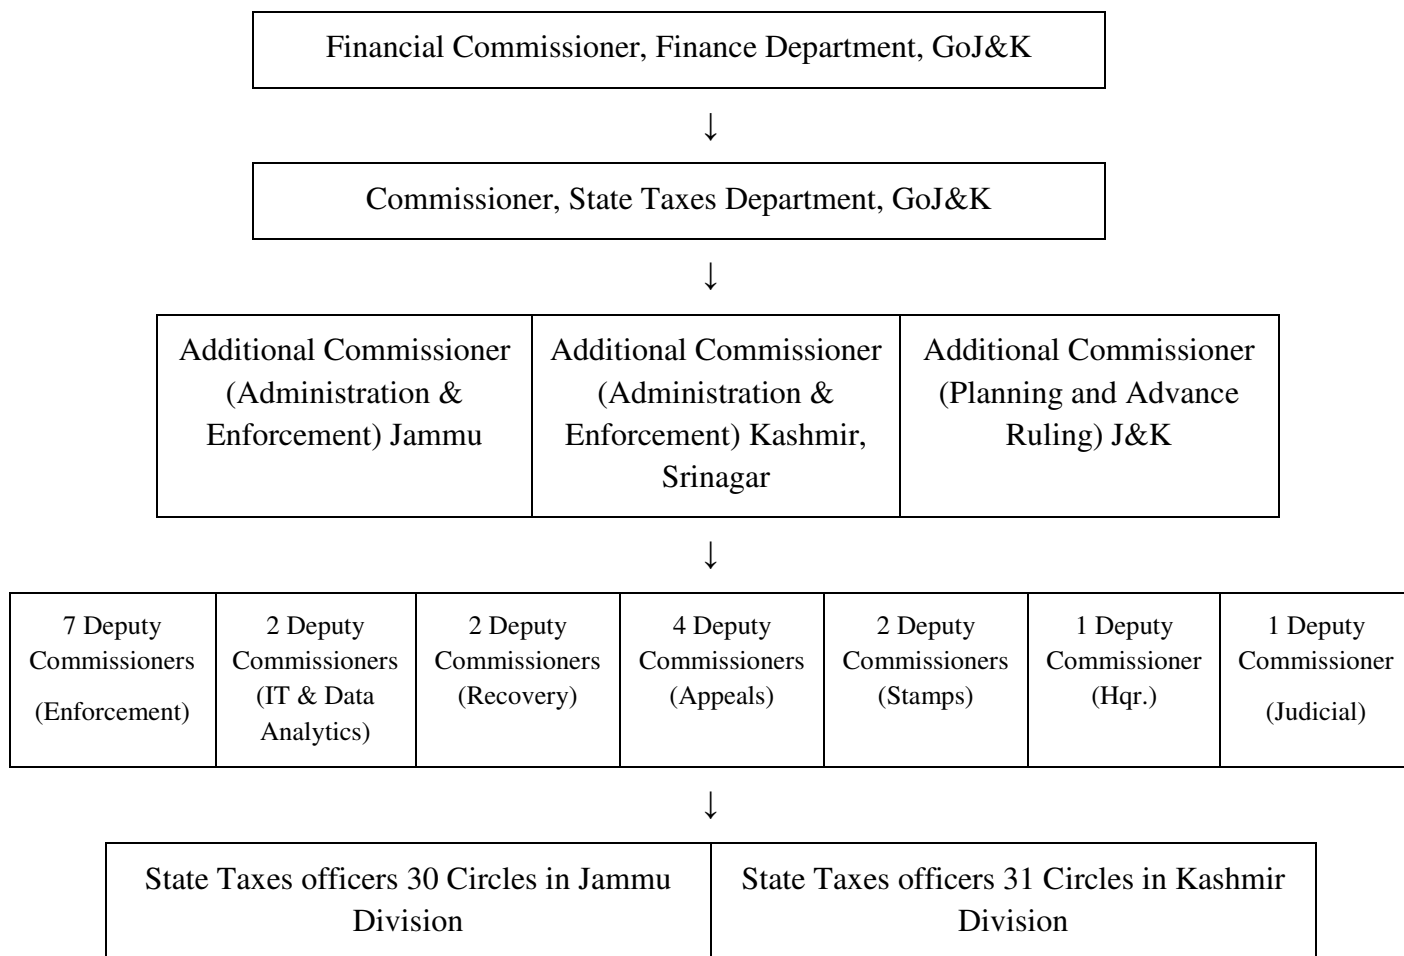 Financial Commissioner, Finance Department, GoJ&K
↓
Commissioner, State Taxes Department, GoJ&K
↓
Additional Commissioner
(Administration &
Enforcement) Jammu
Additional Commissioner
(Administration &
Enforcement) Kashmir,
Srinagar
Additional Commissioner
(Planning and Advance
Ruling) J&K
↓
7 Deputy
Commissioners
(Enforcement)
2 Deputy
Commissioners
(IT & Data
Analytics)
2 Deputy
Commissioners
(Recovery)
4 Deputy
Commissioners
(Appeals)
2 Deputy
Commissioners
(Stamps)
1 Deputy
Commissioner
(Hqr.)
1 Deputy
Commissioner
(Judicial)
↓
State Taxes officers 30 Circles in Jammu
Division
State Taxes officers 31 Circles in Kashmir
Division